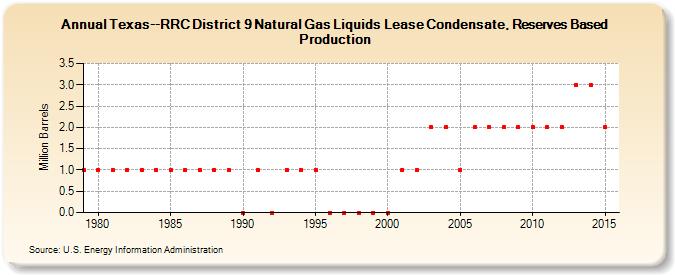 Annual Texas--RRC District 9 Natural Gas Liquids Lease Condensate, Reserves Based
Production
Million Barrels
3.5
3.0
2.5
2.0
1.5
1.0
0.5
0.0
1980 1985 1990 1995 2000 2005 2010 2015
Source: U.S. Energy Information Administration